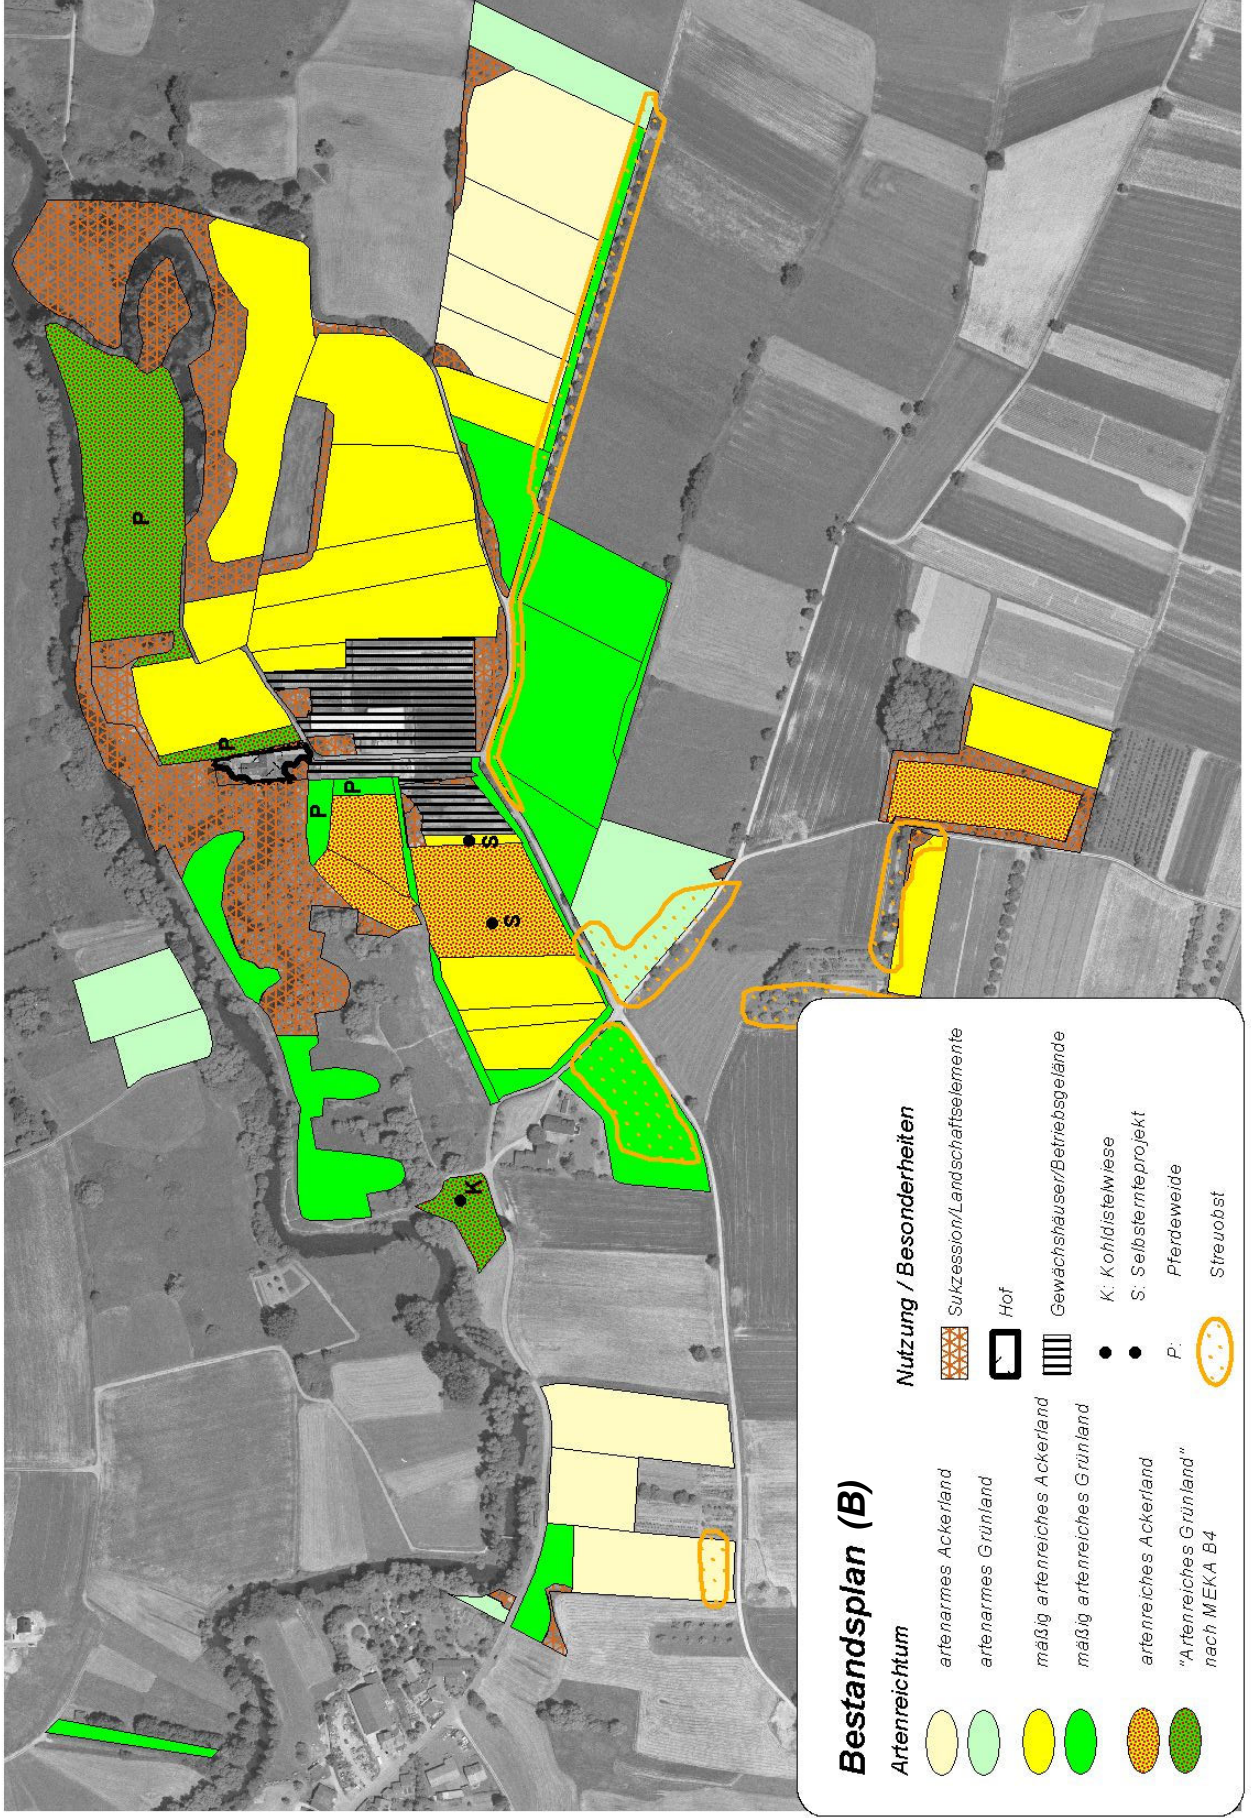 Bestandsplan (B)
Artenreichtum
artenarmes Ackerland
artenarmes Grünland
mäßig artenreiches Ackerland
mäßig artenreiches Grünland
artenreiches Ackerland
"Artenreiches Grünland"
nach MEKA B4
Nutzung / Besonderheiten
Sukzession/Landschaftselemente
Hof
Gewächshäuser/Betriebsgelände
K: Kohldistelwiese
S: Selbsternteprojekt
P: Pferdeweide
Streuobst
P
P
P
P
S
S
K